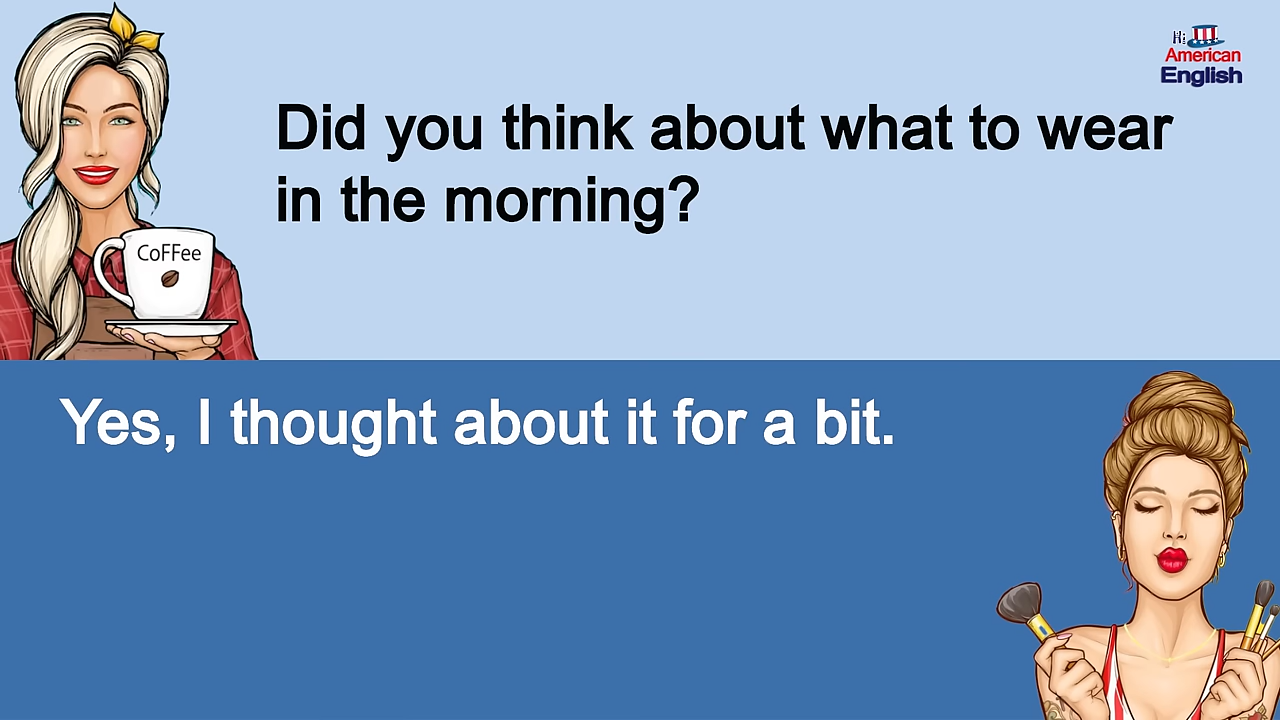 Hi
American
English
Did you think about what to wear
in the morning?
CoFFee
Yes, I thought about it for a bit.